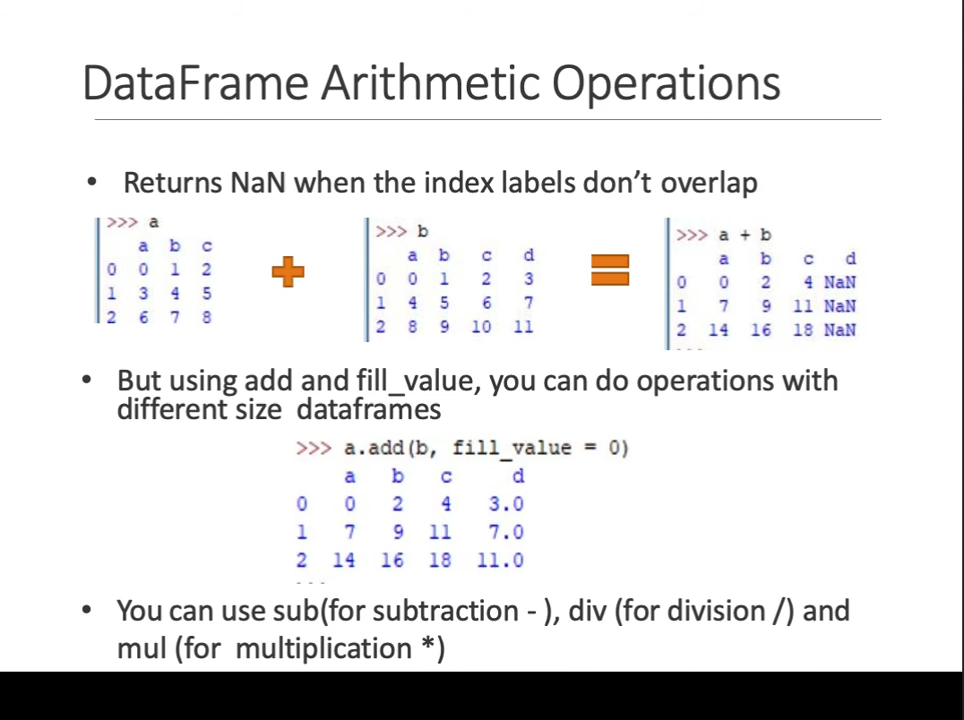 DataFrame Arithmetic Operations
• Returns NaN when the index labels don’t overlap
>>> a
a b c
0 0 1 2
1 3 4 5
2 6 7 8
>>> b
a b c d
0 0 1 2 3
1 4 5 6 7
2 8 9 10 11
>>> a + b
a b c d
0 0 2 4 NaN
1 7 9 11 NaN
2 14 16 18 NaN
• But using add and fill_value, you can do operations with
different size dataframes
>>> a.add(b, fill_value = 0)
a b c d
0 0 2 4 3.0
1 7 9 11 7.0
2 14 16 18 11.0
• You can use sub(for subtraction - ), div (for division /) and
mul (for multiplication *)